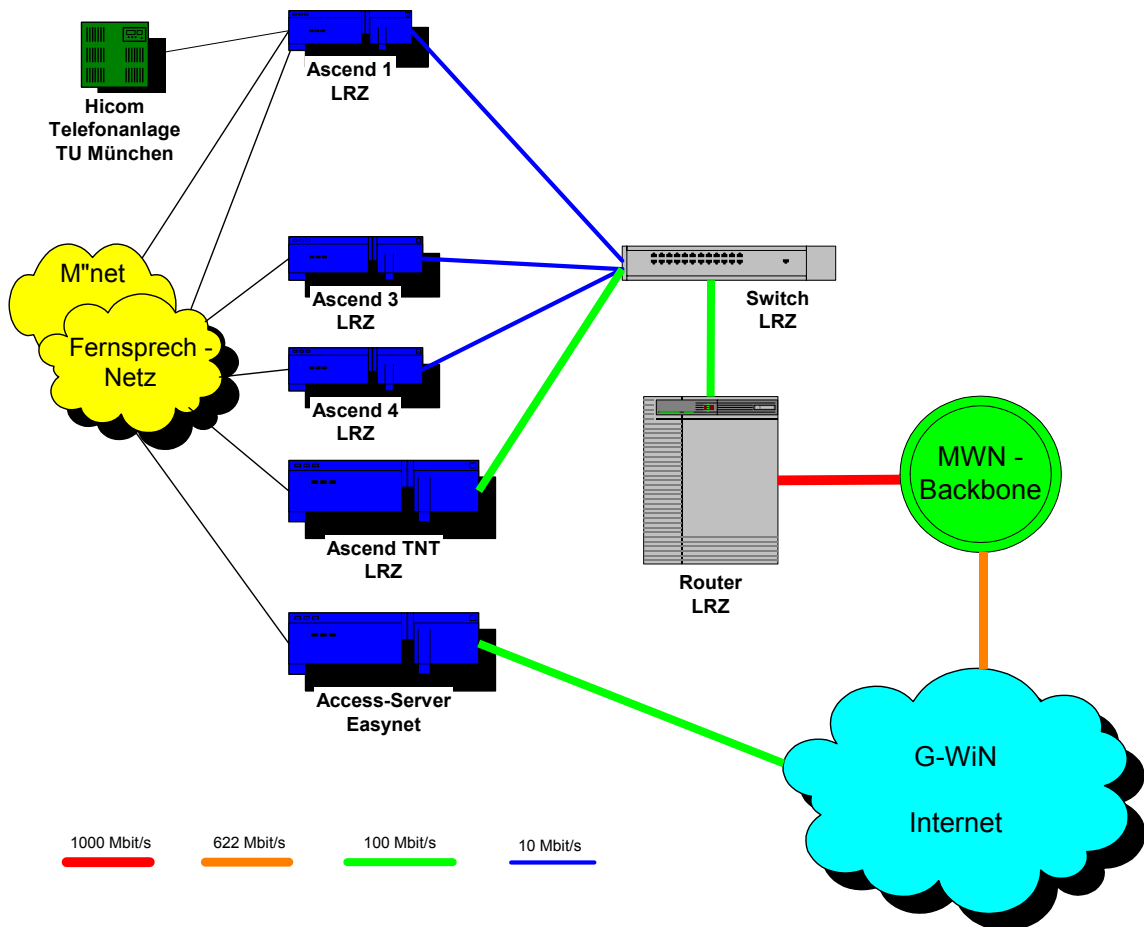 Ascend 1
LRZ
Hicom
Telefonanlage
TU München
M"net
Fernsprech -
Netz
Ascend 3
LRZ
Ascend 4
LRZ
Ascend TNT
LRZ
Access-Server
Easynet
Switch
LRZ
Router
LRZ
MWN -
Backbone
G-WiN
Internet
1000 Mbit/s
622 Mbit/s
100 Mbit/s
10 Mbit/s